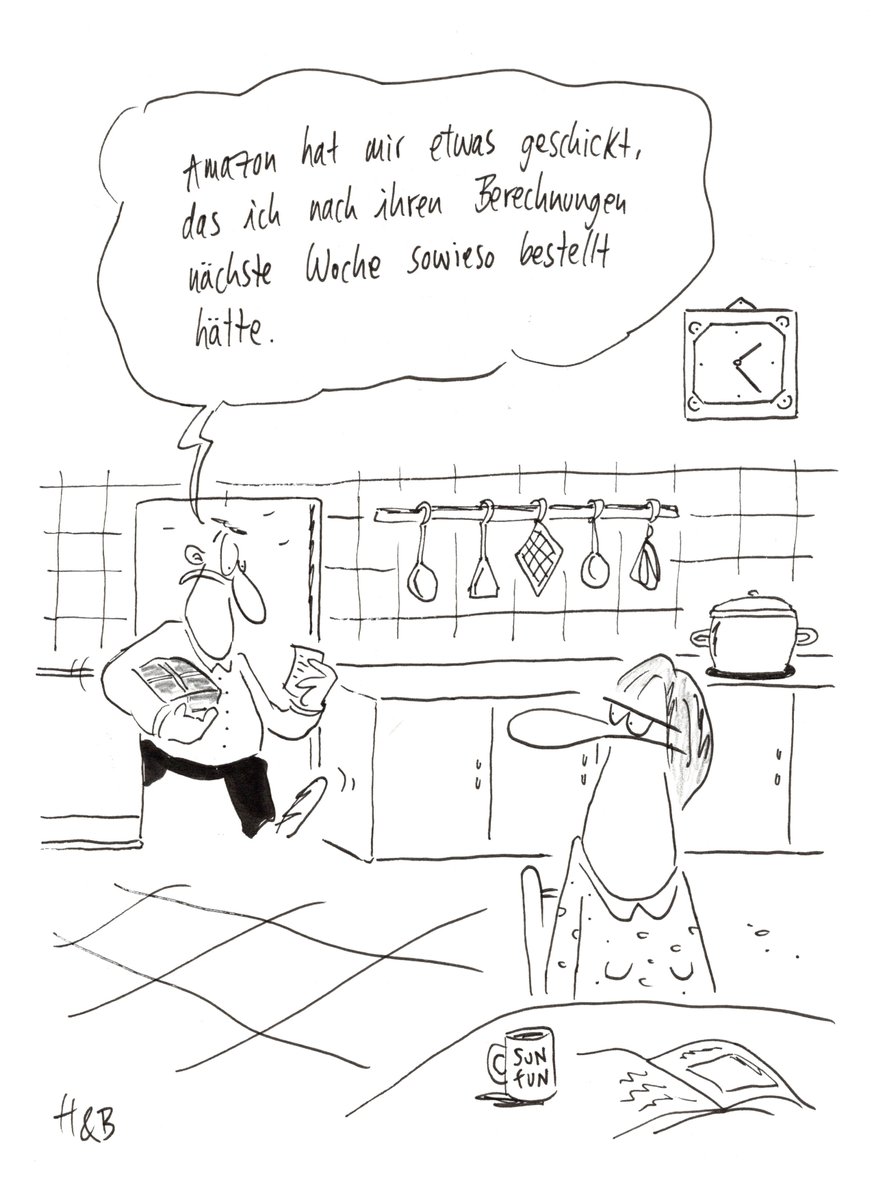 Amazon hat mir etwas geschickt,
das ich nach ihren Berechnungen
nächste Woche sowieso bestellt
hätte.
SUN
FUN
H&B